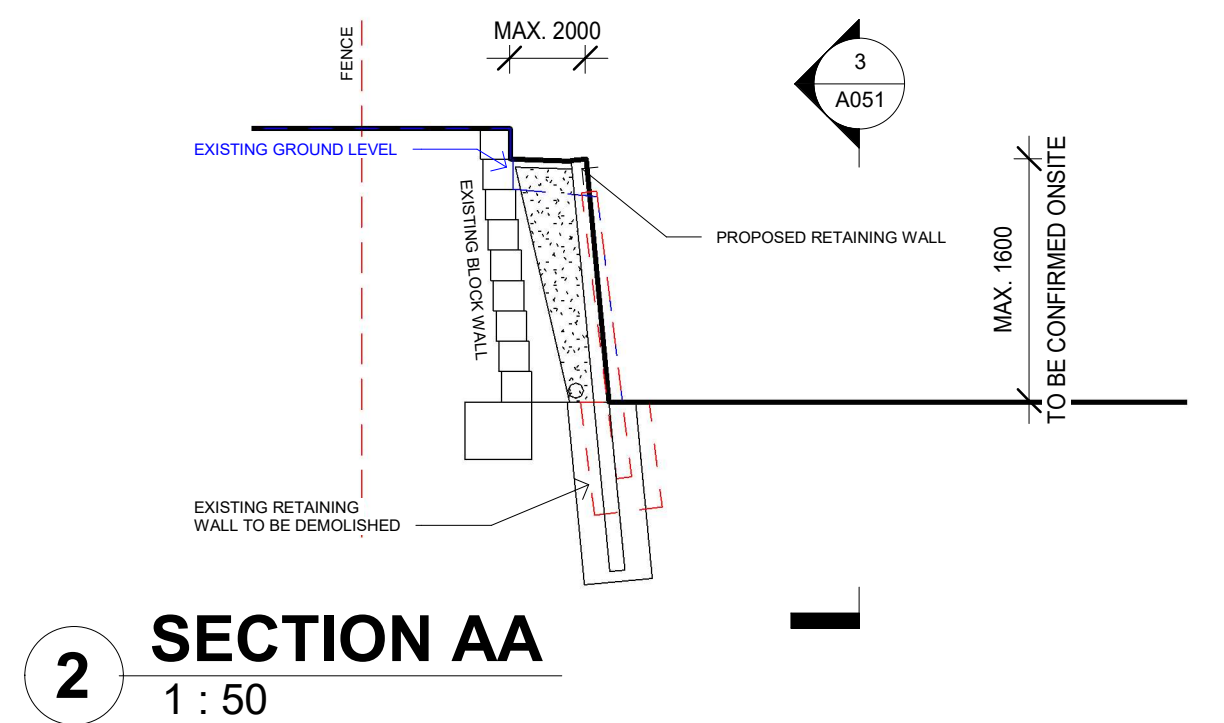 FENCE
MAX. 2000
3
A051
EXISTING GROUND LEVEL
EXISTING BLOCK WALL
PROPOSED RETAINING WALL
MAX. 1600
TO BE CONFIRMED ONSITE
EXISTING RETAINING
WALL TO BE DEMOLISHED
2
SECTION AA
1 : 50